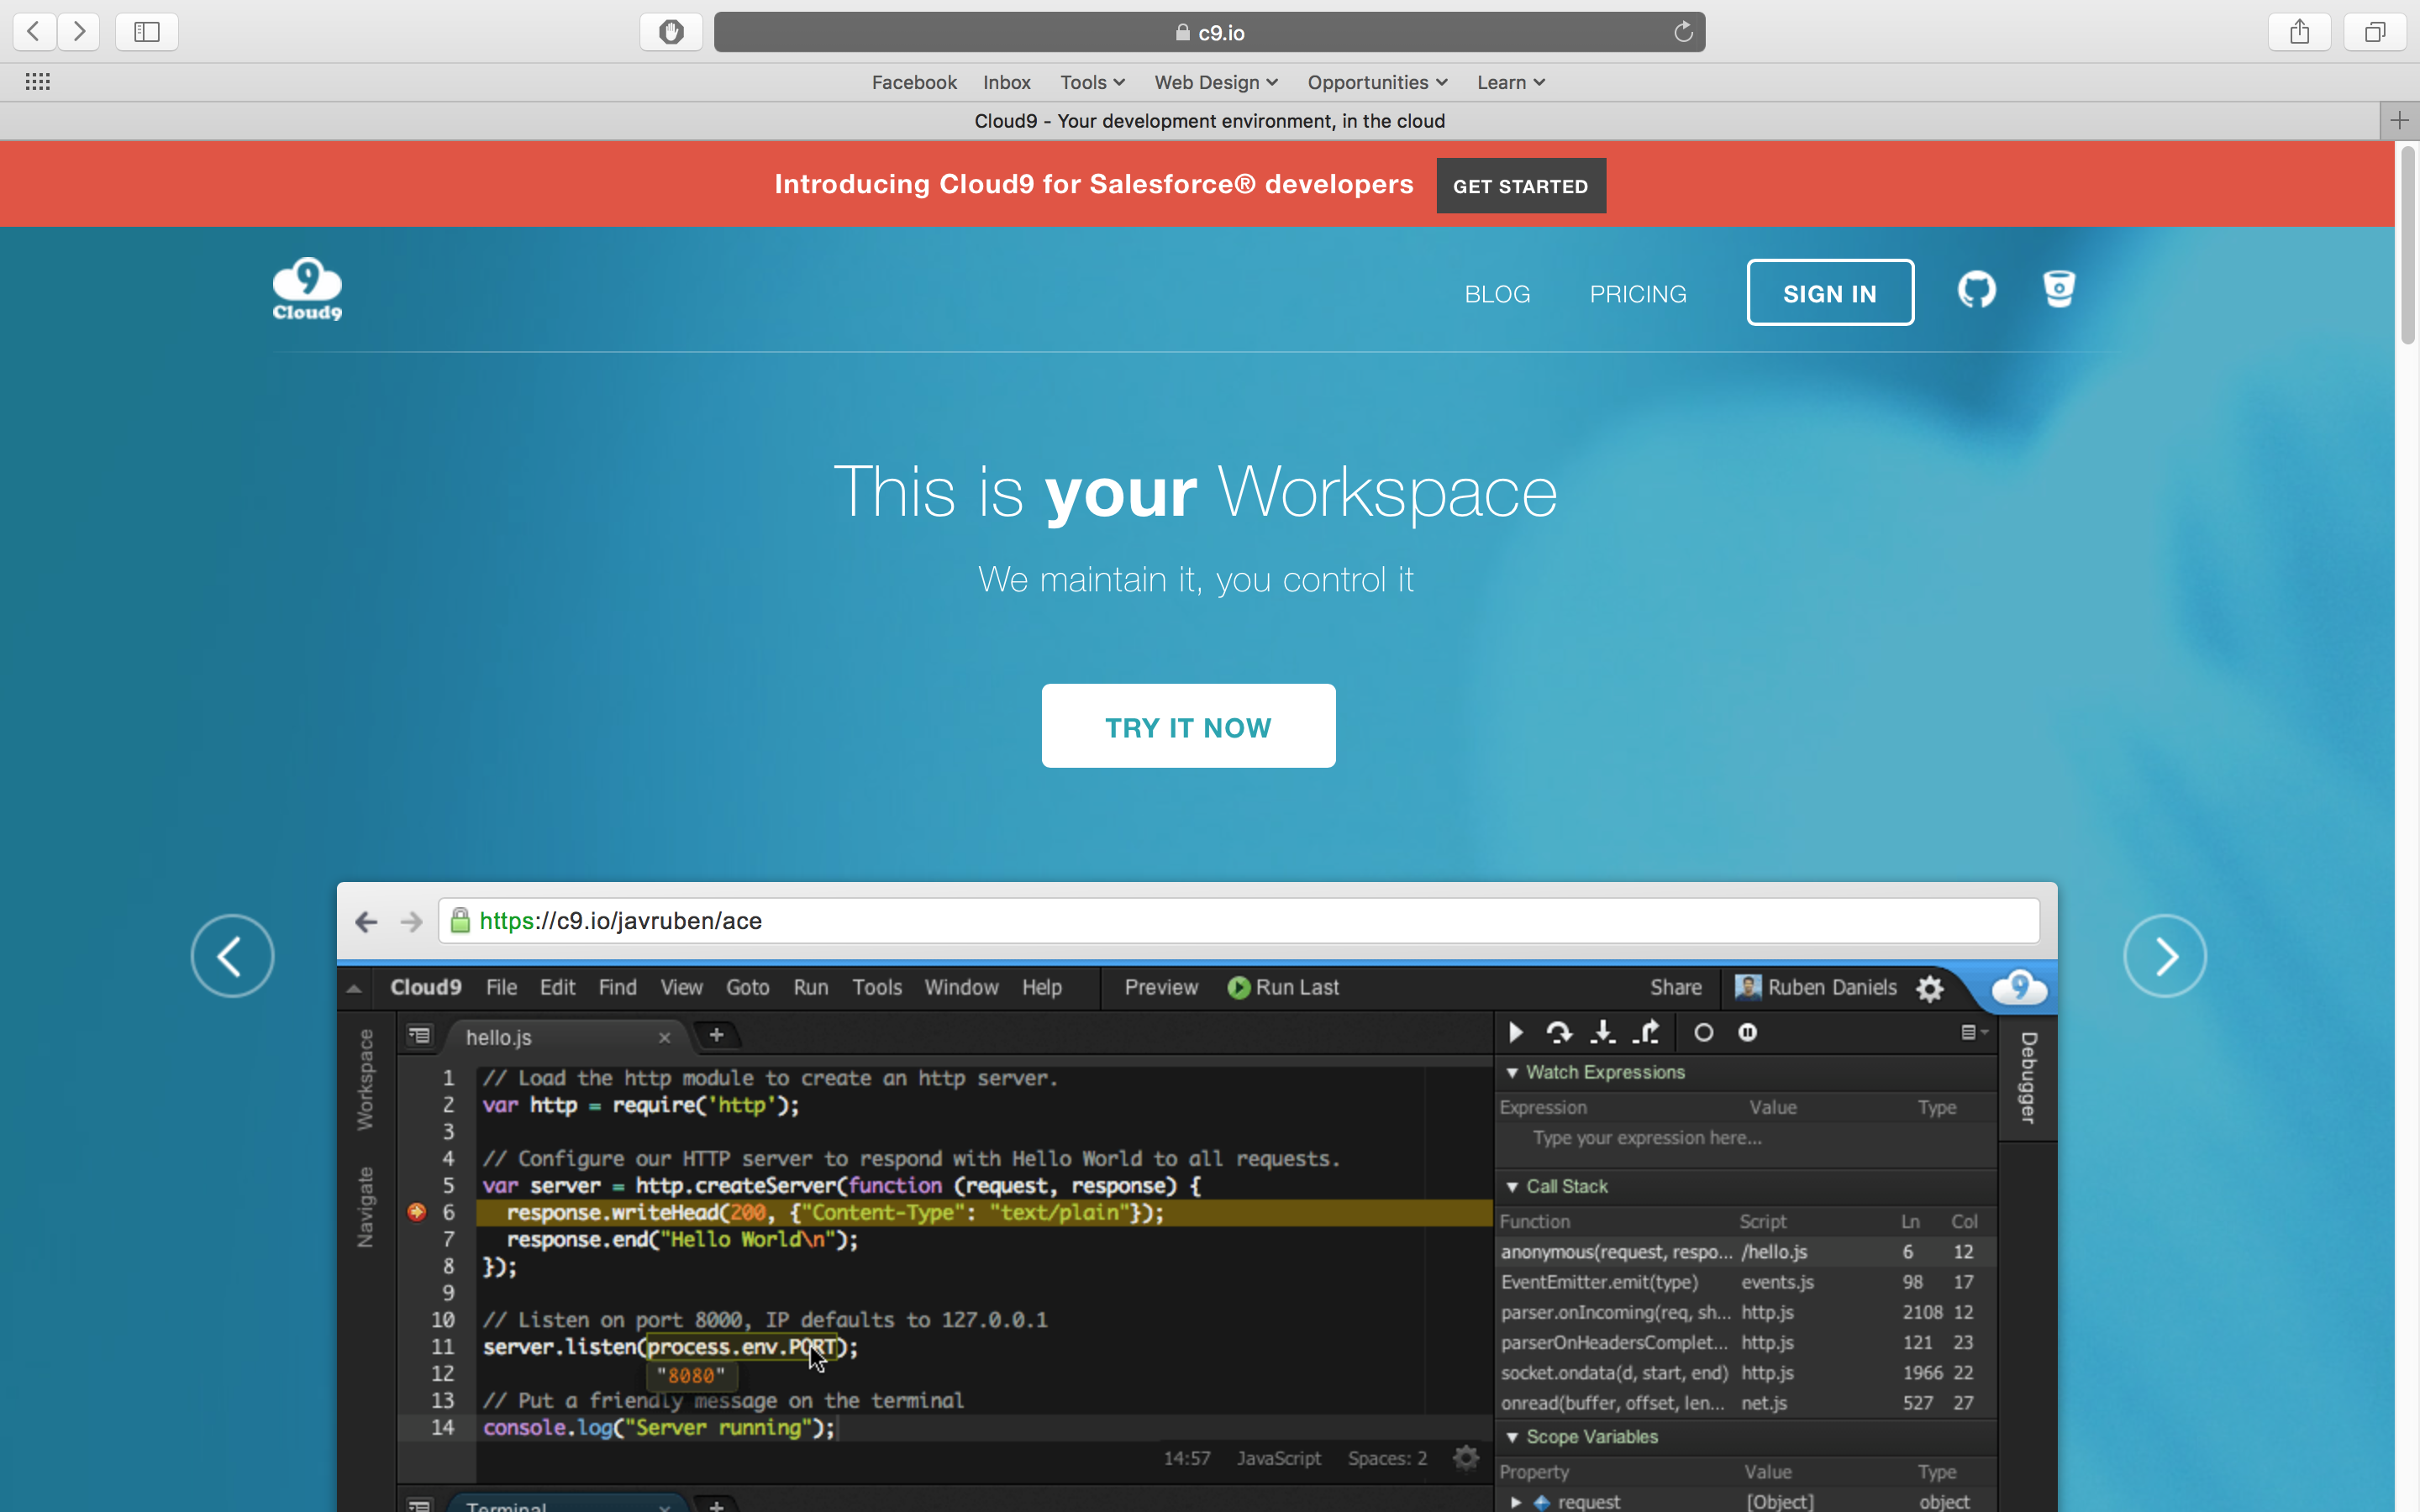 c9.io
Facebook Inbox Tools Web Design Opportunities Learn
Cloud9 - Your development environment, in the cloud
Introducing Cloud9 for Salesforce® developers GET STARTED
9
Cloud9
BLOG PRICING SIGN IN
This is your Workspace
We maintain it, you control it
TRY IT NOW
https://c9.io/javruben/ace
Cloud9 File Edit Find View Goto Run Tools Window Help Preview Run Last Share Ruben Daniels 9
Workspace
Navigate
hello.js
1 // Load the http module to create an http server.
2 var http = require('http');
3
4 // Configure our HTTP server to respond with Hello World to all requests.
5 var server = http.createServer(function (request, response) {
6 response.writeHead(200, {"Content-Type": "text/plain"});
7 response.end("Hello World\n");
8 });
9
10 // Listen on port 8000, IP defaults to 127.0.0.1
11 server.listen(process.env.PORT);
12 "8080"
13 // Put a friendly message on the terminal
14 console.log("Server running");
14:57 JavaScript Spaces: 2
Terminal
Debugger
Watch Expressions
Expression Value Type
Type your expression here...
Call Stack
Function Script Ln Col
anonymous(request, respo... /hello.js 6 12
EventEmitter.emit(type) events.js 98 17
parser.onIncoming(req, sh... http.js 2108 12
parserOnHeadersComplet... http.js 121 23
socket.ondata(d, start, end) http.js 1966 22
onread(buffer, offset, len... net.js 527 27
Scope Variables
Property Value Type
request [Object] object